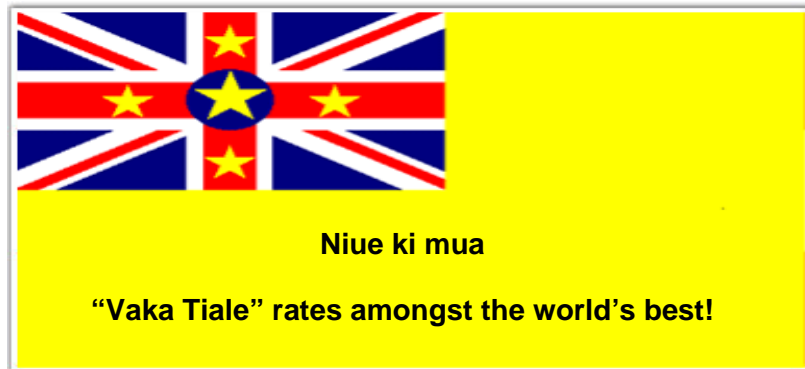 Niue ki mua
“Vaka Tiale” rates amongst the world’s best!